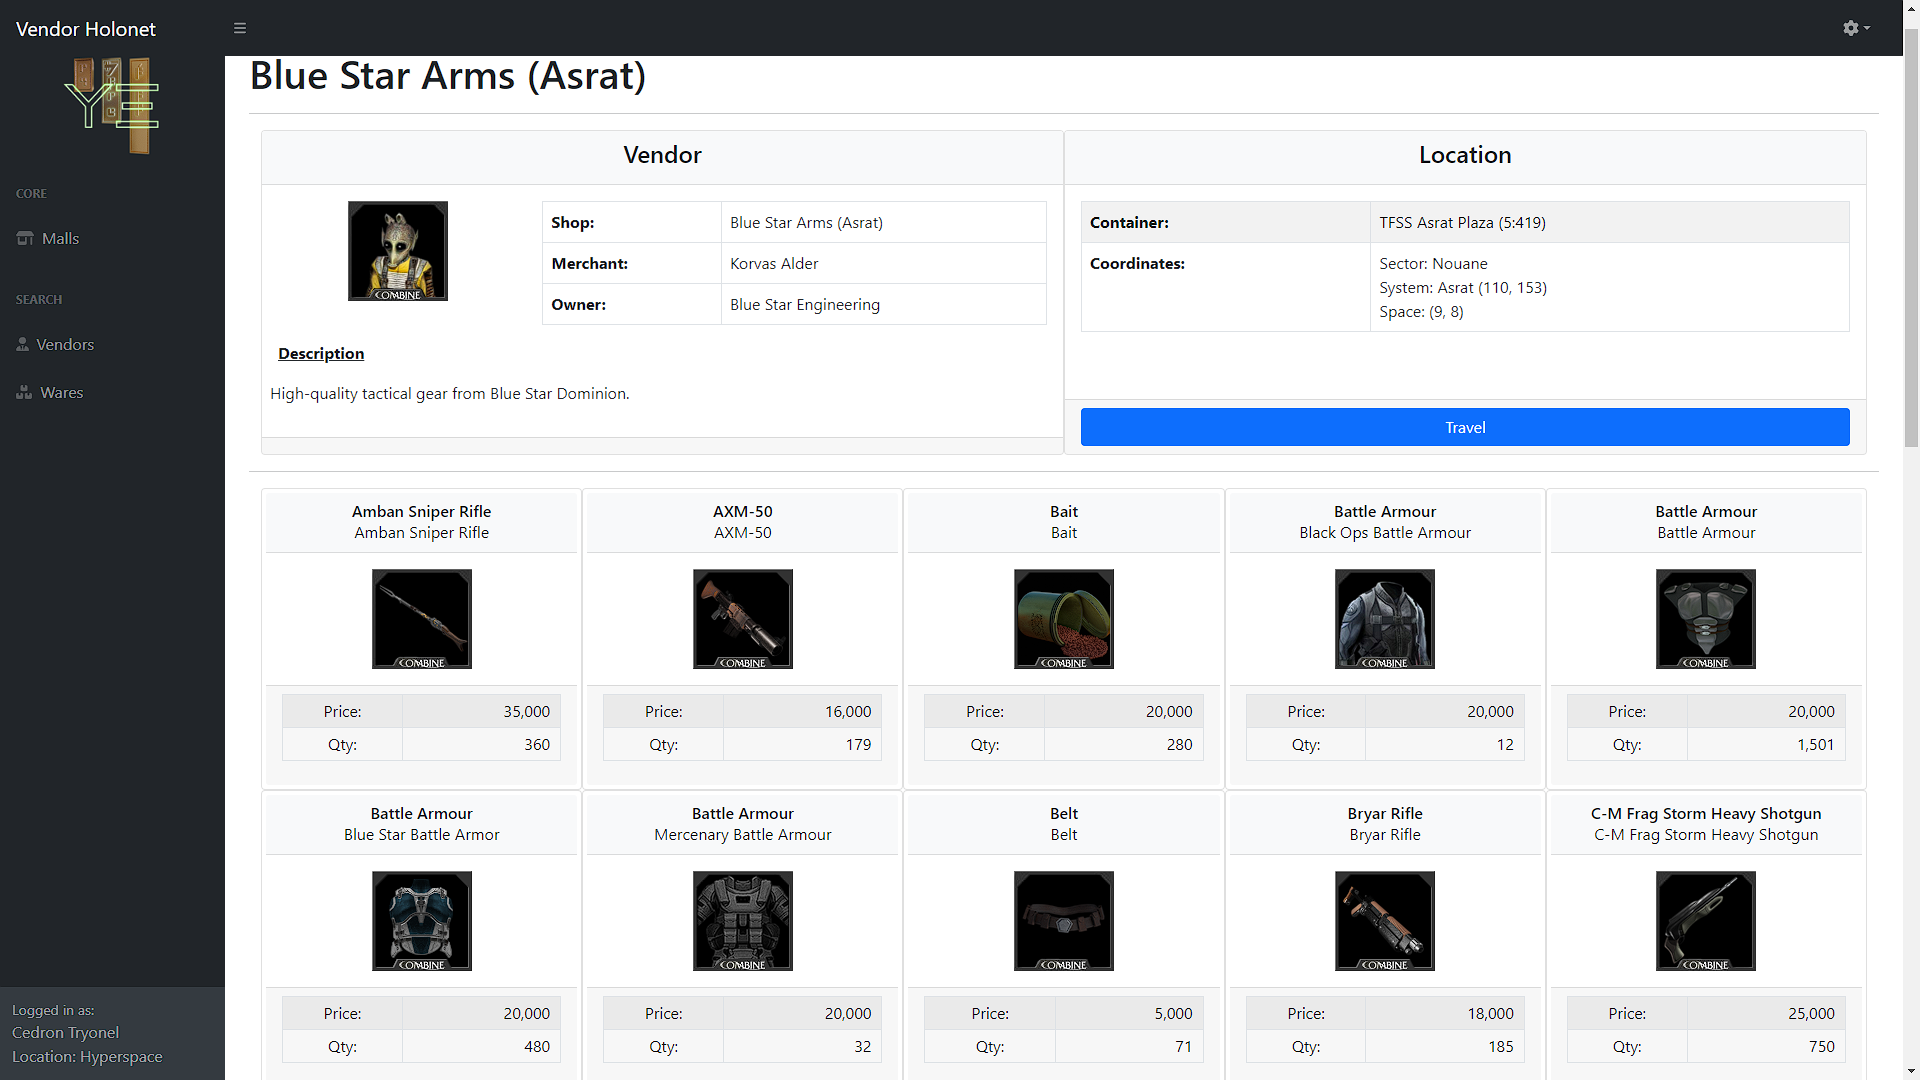 Vendor Holonet
YE
CORE
Malls
SEARCH
Vendors
Wares
Logged in as:
Cedron Tryonel
Location: Hyperspace
Blue Star Arms (Asrat)
Vendor
COMBINE
Shop: Blue Star Arms (Asrat)
Merchant: Korvas Alder
Owner: Blue Star Engineering
Description
High-quality tactical gear from Blue Star Dominion.
Location
Container: TFSS Asrat Plaza (5:419)
Coordinates: Sector: Nouane
System: Asrat (110, 153)
Space: (9, 8)
Travel
Amban Sniper Rifle
Amban Sniper Rifle
COMBINE
Price: 35,000
Qty: 360
AXM-50
AXM-50
COMBINE
Price: 16,000
Qty: 179
Bait
Bait
COMBINE
Price: 20,000
Qty: 280
Battle Armour
Black Ops Battle Armour
COMBINE
Price: 20,000
Qty: 12
Battle Armour
Battle Armour
COMBINE
Price: 20,000
Qty: 1,501
Battle Armour
Blue Star Battle Armor
COMBINE
Price: 20,000
Qty: 480
Battle Armour
Mercenary Battle Armour
COMBINE
Price: 20,000
Qty: 32
Belt
Belt
COMBINE
Price: 5,000
Qty: 71
Bryar Rifle
Bryar Rifle
COMBINE
Price: 18,000
Qty: 185
C-M Frag Storm Heavy Shotgun
C-M Frag Storm Heavy Shotgun
COMBINE
Price: 25,000
Qty: 750